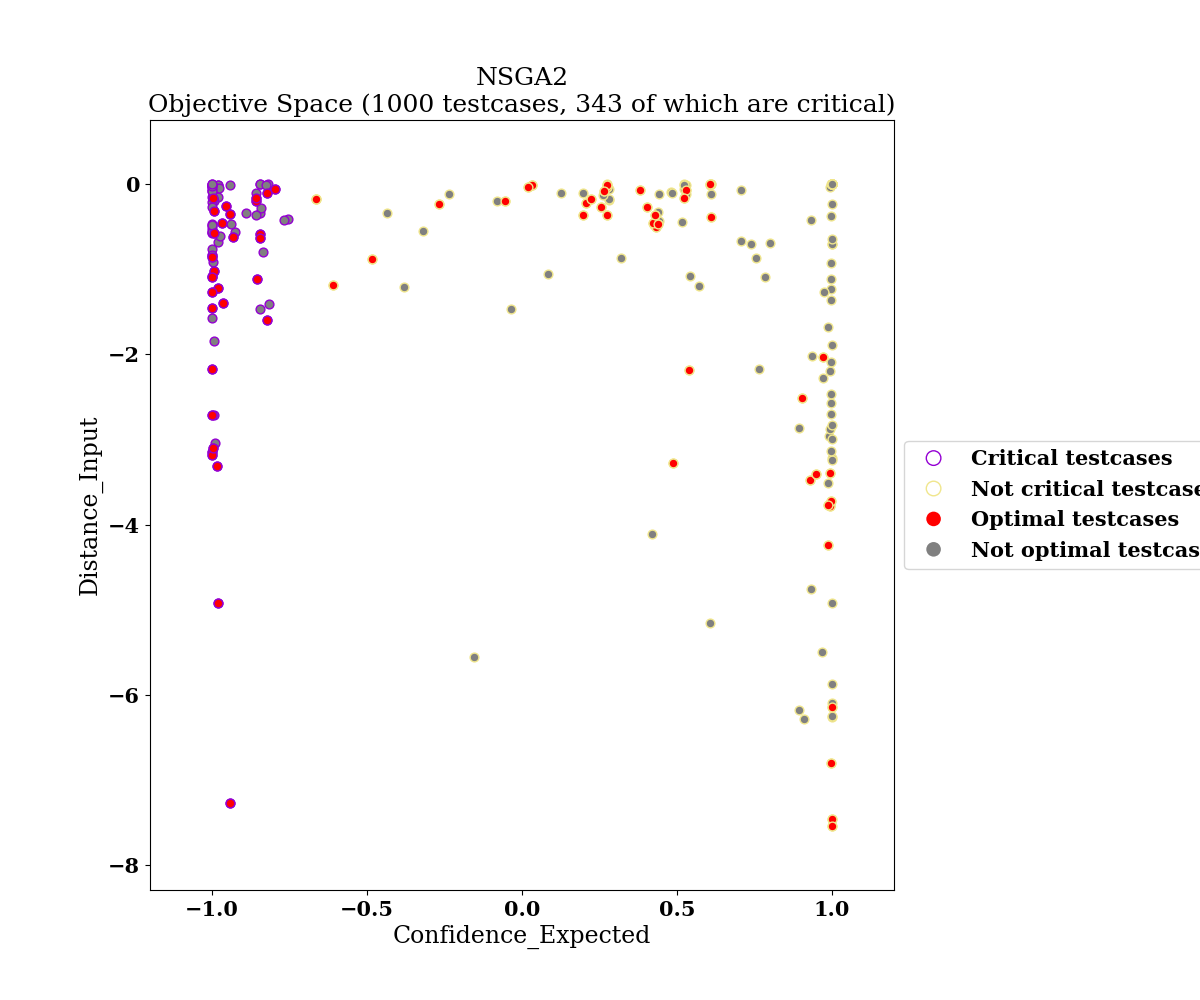 NSGA2
Objective Space (1000 testcases, 343 of which are critical)
0
−2
−4
−6
−8
Distance_Input
−1.0
−0.5
0.0
0.5
1.0
Confidence_Expected
Critical testcases
Not critical testcase
Optimal testcases
Not optimal testcas